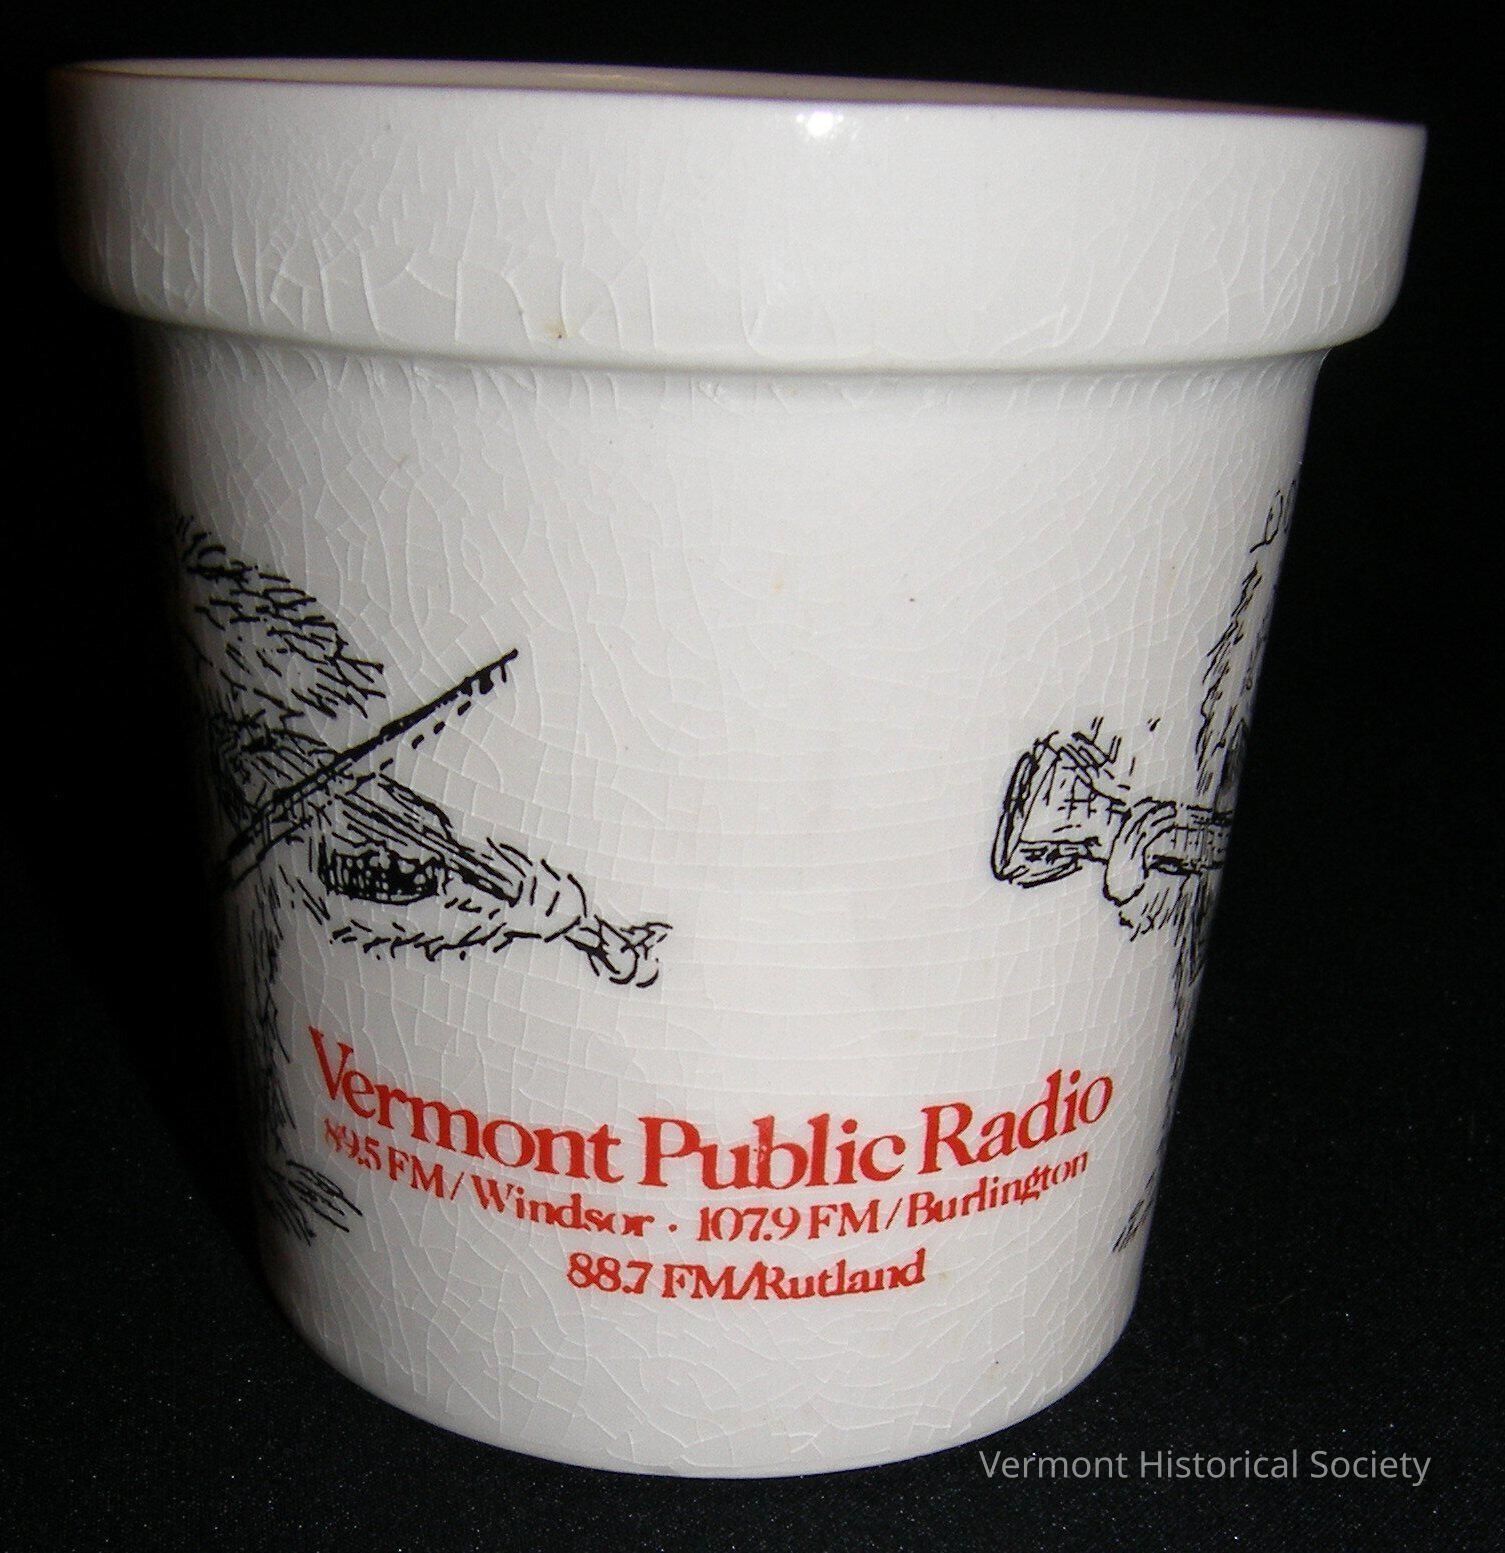 Vermont Public Radio
89.5 FM/Windsor · 107.9 FM/Burlington
88.7 FM/Rutland
Vermont Historical Society